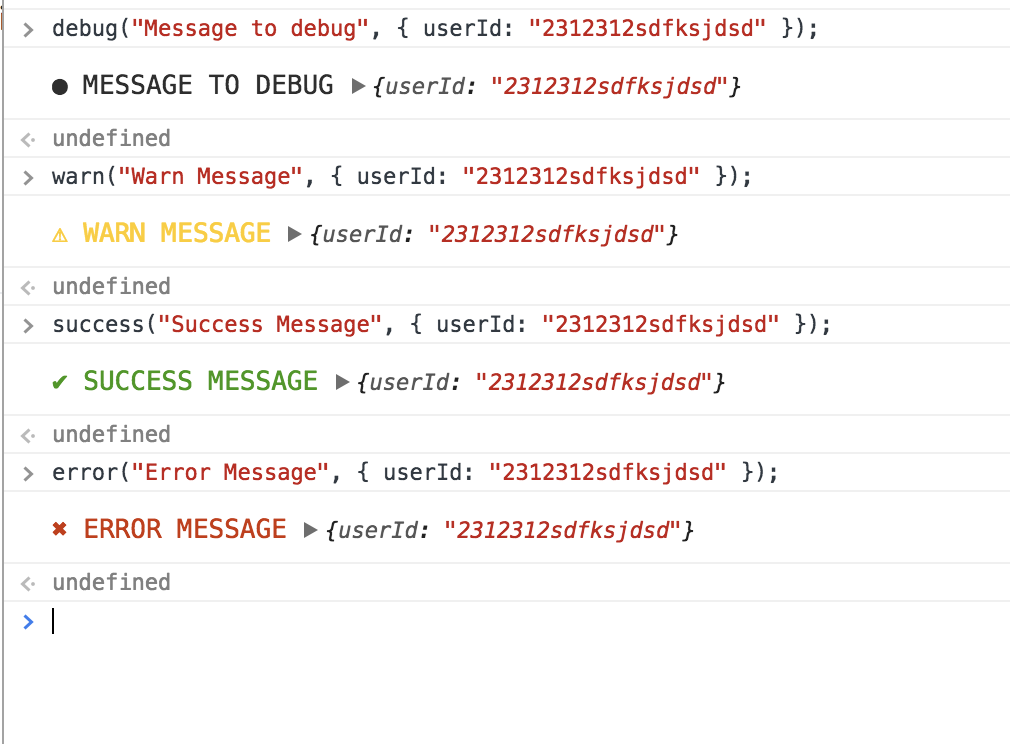 > debug("Message to debug", { userId: "2312312sdfksjdsd" });
● MESSAGE TO DEBUG ▶{userId: "2312312sdfksjdsd"}
undefined
> warn("Warn Message", { userId: "2312312sdfksjdsd" });
⚠ WARN MESSAGE ▶{userId: "2312312sdfksjdsd"}
undefined
> success("Success Message", { userId: "2312312sdfksjdsd" });
✔ SUCCESS MESSAGE ▶{userId: "2312312sdfksjdsd"}
undefined
> error("Error Message", { userId: "2312312sdfksjdsd" });
✖ ERROR MESSAGE ▶{userId: "2312312sdfksjdsd"}
undefined
>